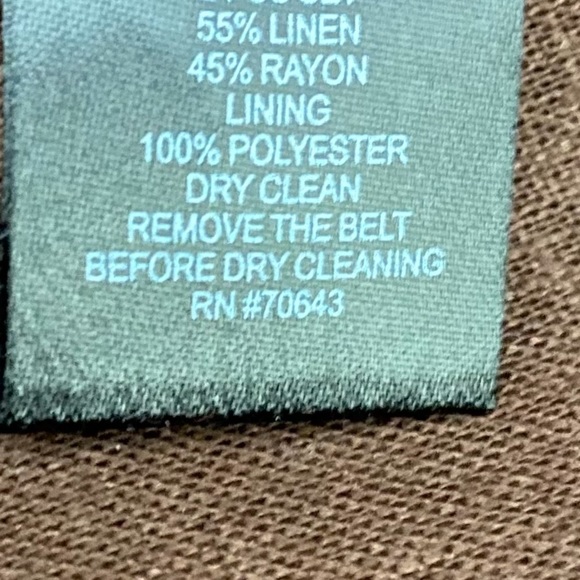 55% LINEN
45% RAYON
LINING
100% POLYESTER
DRY CLEAN
REMOVE THE BELT
BEFORE DRY CLEANING
RN #70643